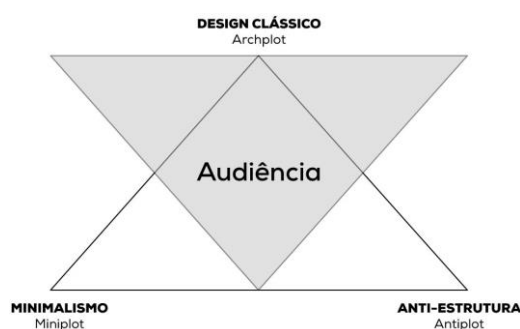 DESIGN CLÁSSICO
Archplot
Audiência
MINIMALISMO
Miniplot
ANTI-ESTRUTURA
Antiplot